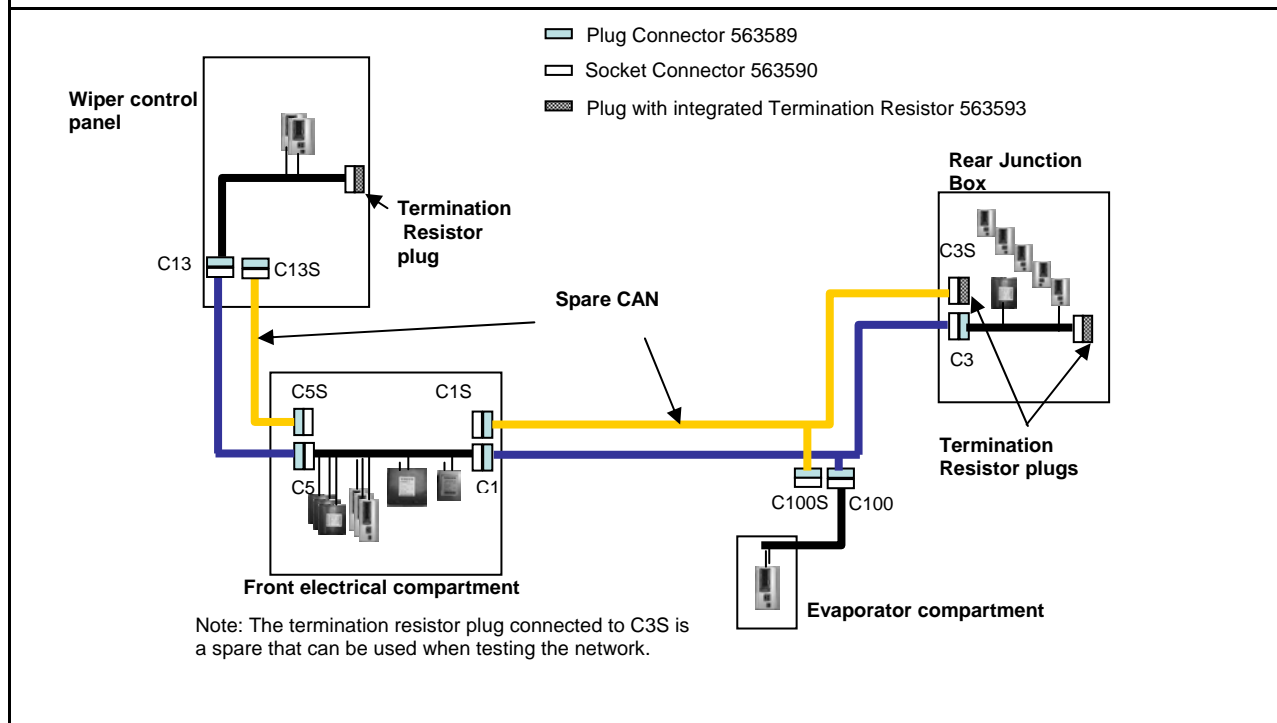 Plug Connector 563589
Socket Connector 563590
Plug with integrated Termination Resistor 563593
Wiper control
panel
Termination
Resistor
plug
C13
C13S
Spare CAN
Rear Junction
Box
C3S
C3
Termination
Resistor plugs
C5S
C1S
C5
C1
C100S
C100
Front electrical compartment
Evaporator compartment
Note: The termination resistor plug connected to C3S is
a spare that can be used when testing the network.